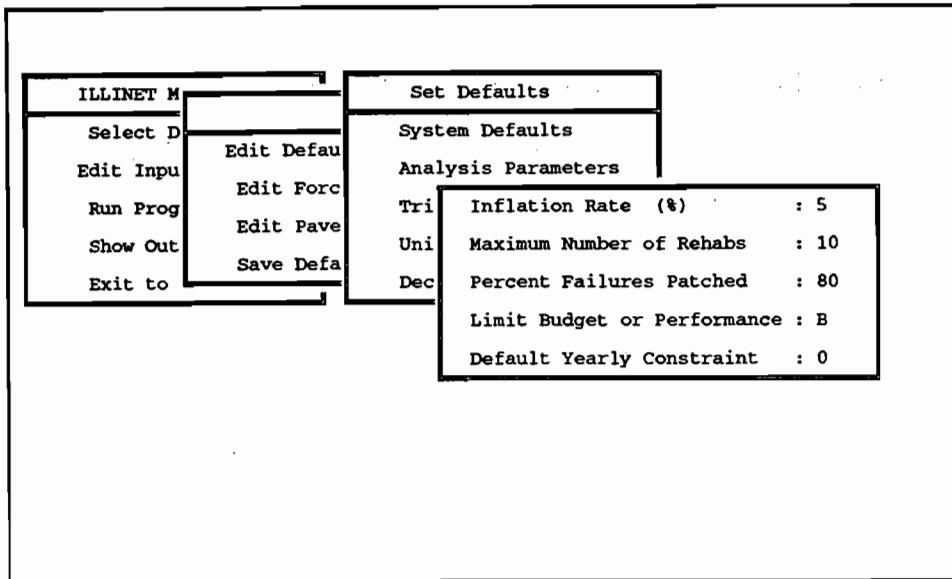 ILLINET M
Select D
Edit Inpu
Run Prog
Show Out
Exit to
Edit Defau
Edit Forc
Edit Pave
Save Defa
Set Defaults
System Defaults
Analysis Parameters
Tri
Uni
Dec
Inflation Rate (%) : 5
Maximum Number of Rehabs : 10
Percent Failures Patched : 80
Limit Budget or Performance : B
Default Yearly Constraint : 0